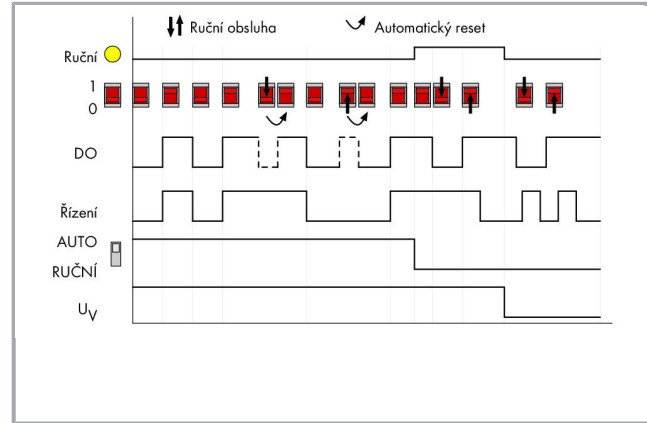 Ruční obsluha
Automatický reset
Ruční
1
0
DO
Řízení
AUTO
RUČNÍ
UV